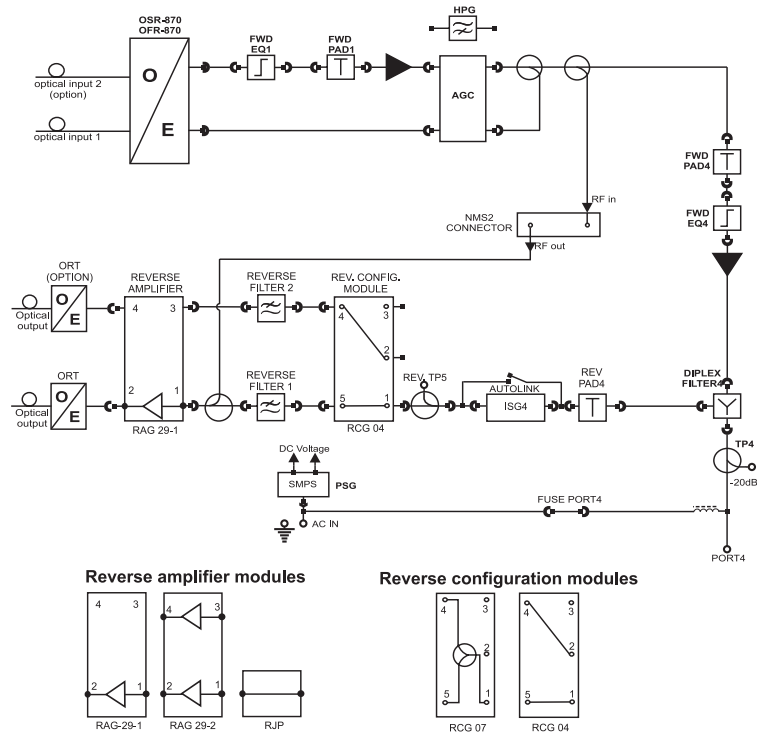 OSR-870
OFR-870
HPG
FWD
EQ1
FWD
PAD1
O
E
AGC
optical input 2
(option)
optical input 1
FWD
PAD4
FWD
EQ4
RF in
NMS2
CONNECTOR
RF out
ORT
(OPTION)
O
E
Optical
output
REVERSE
AMPLIFIER
4
3
2
1
RAG 29-1
REVERSE
FILTER 2
REV. CONFIG.
MODULE
4
3
2
5
1
RCG 04
ORT
O
E
Optical
output
REVERSE
FILTER 1
REV. TP5
AUTOLINK
ISG4
REV
PAD4
DIPLEX
FILTER4
TP4
-20dB
DC Voltage
SMPS
PSG
AC IN
FUSE PORT4
PORT4
Reverse amplifier modules
4
3
2
1
RAG-29-1
4
3
2
1
RAG 29-2
RJP
Reverse configuration modules
4
3
2
5
1
RCG 07
4
3
2
5
1
RCG 04